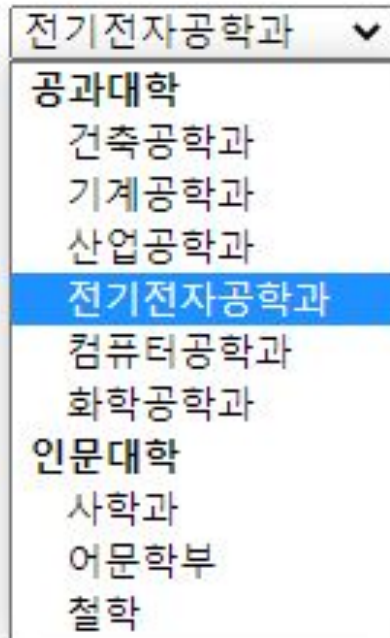 전기전자공학과
공과대학
건축공학과
기계공학과
산업공학과
전기전자공학과
컴퓨터공학과
화학공학과
인문대학
사학과
어문학부
철학